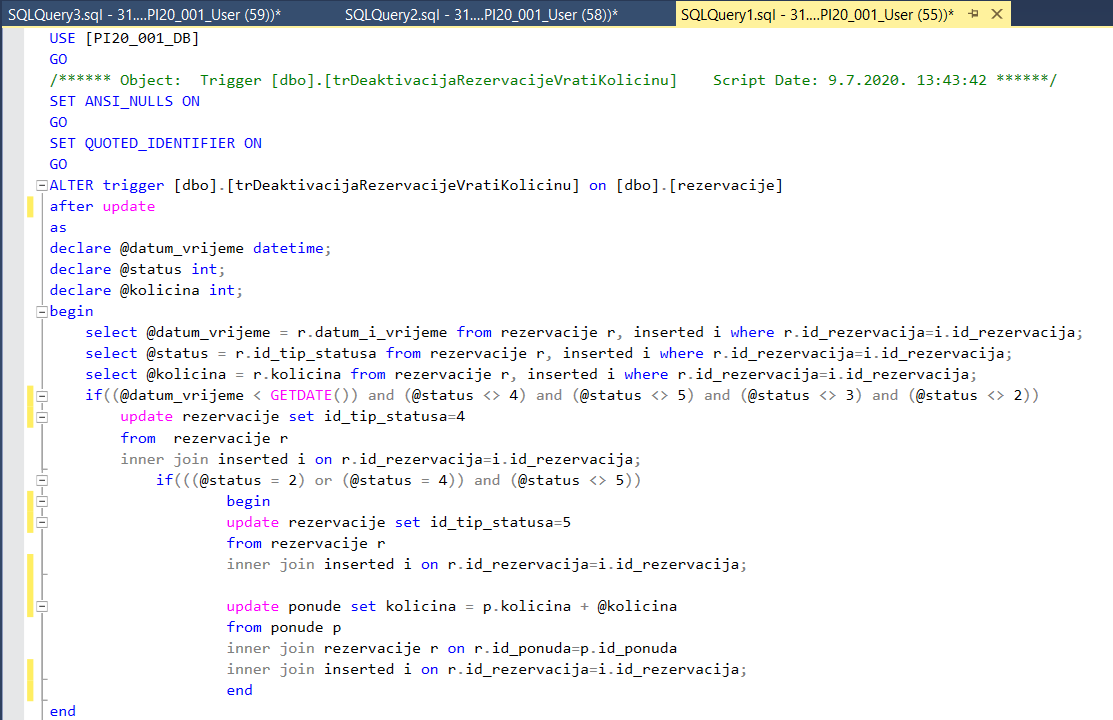 SQLQuery3.sql - 31....PI20_001_User (59))*    SQLQuery2.sql - 31....PI20_001_User (58))*    SQLQuery1.sql - 31....PI20_001_User (55))*
USE [PI20_001_DB]
GO
/****** Object:  Trigger [dbo].[trDeaktivacijaRezervacijeVratiKolicinu]    Script Date: 9.7.2020. 13:43:42 ******/
SET ANSI_NULLS ON
GO
SET QUOTED_IDENTIFIER ON
GO
ALTER trigger [dbo].[trDeaktivacijaRezervacijeVratiKolicinu] on [dbo].[rezervacije]
after update
as
declare @datum_vrijeme datetime;
declare @status int;
declare @kolicina int;
begin
    select @datum_vrijeme = r.datum_i_vrijeme from rezervacije r, inserted i where r.id_rezervacija=i.id_rezervacija;
    select @status = r.id_tip_statusa from rezervacije r, inserted i where r.id_rezervacija=i.id_rezervacija;
    select @kolicina = r.kolicina from rezervacije r, inserted i where r.id_rezervacija=i.id_rezervacija;
    if((@datum_vrijeme < GETDATE()) and (@status <> 4) and (@status <> 5) and (@status <> 3) and (@status <> 2))
        update rezervacije set id_tip_statusa=4
        from  rezervacije r
        inner join inserted i on r.id_rezervacija=i.id_rezervacija;
            if(((@status = 2) or (@status = 4)) and (@status <> 5))
                    begin
                    update rezervacije set id_tip_statusa=5
                    from rezervacije r
                    inner join inserted i on r.id_rezervacija=i.id_rezervacija;
                    update ponude set kolicina = p.kolicina + @kolicina
                    from ponude p
                    inner join rezervacije r on r.id_ponuda=p.id_ponuda
                    inner join inserted i on r.id_rezervacija=i.id_rezervacija;
                    end
end